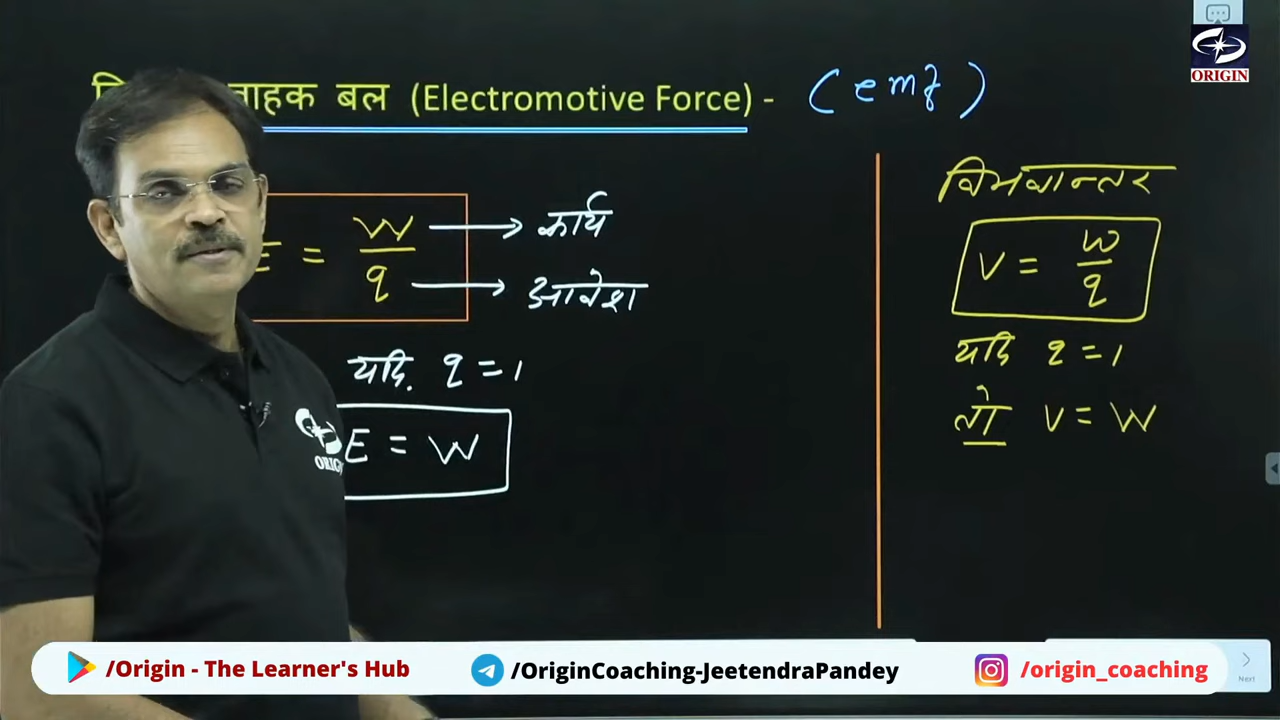 वाहक बल (Electromotive Force) - (emf)
ORIGIN
E = W/q
→ कार्य
→ आवेश
यदि. q = 1
E = W
ORIGIN
विभवान्तर
V = W/q
यदि q = 1
तो V = W
/Origin - The Learner's Hub
/OriginCoaching-JeetendraPandey
/origin_coaching
Next